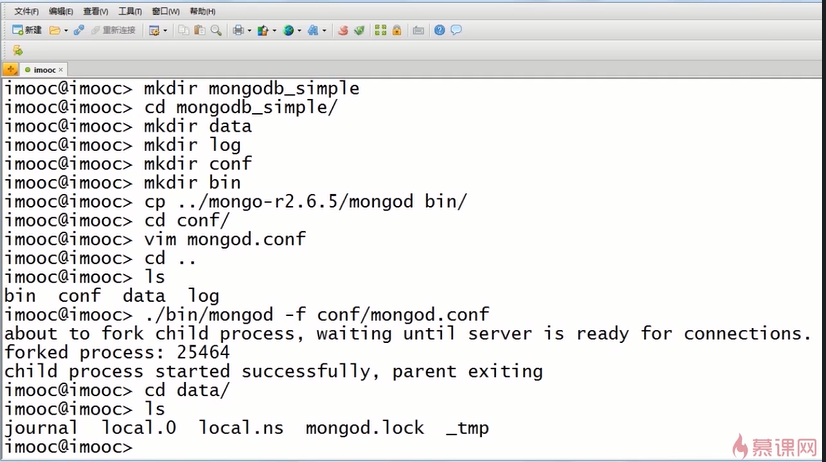 文件(F) 编辑(E) 查看(V) 工具(T) 窗口(W) 帮助(H)
新建 重新连接
imooc
imooc@imooc> mkdir mongodb_simple
imooc@imooc> cd mongodb_simple/
imooc@imooc> mkdir data
imooc@imooc> mkdir log
imooc@imooc> mkdir conf
imooc@imooc> mkdir bin
imooc@imooc> cp ../mongo-r2.6.5/mongod bin/
imooc@imooc> cd conf/
imooc@imooc> vim mongod.conf
imooc@imooc> cd ..
imooc@imooc> ls
bin conf data log
imooc@imooc> ./bin/mongod -f conf/mongod.conf
about to fork child process, waiting until server is ready for connections.
forked process: 25464
child process started successfully, parent exiting
imooc@imooc> cd data/
imooc@imooc> ls
journal local.0 local.ns mongod.lock _tmp
imooc@imooc>
慕课网